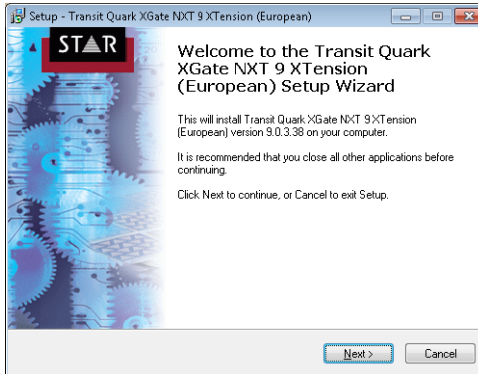 Setup - Transit Quark XGate NXT 9 XTension (European)
STAR
Welcome to the Transit Quark
XGate NXT 9 XTension
(European) Setup Wizard
This will install Transit Quark XGate NXT 9 XTension
(European) version 9.0.3.38 on your computer.
It is recommended that you close all other applications before
continuing.
Click Next to continue, or Cancel to exit Setup.
Next >
Cancel